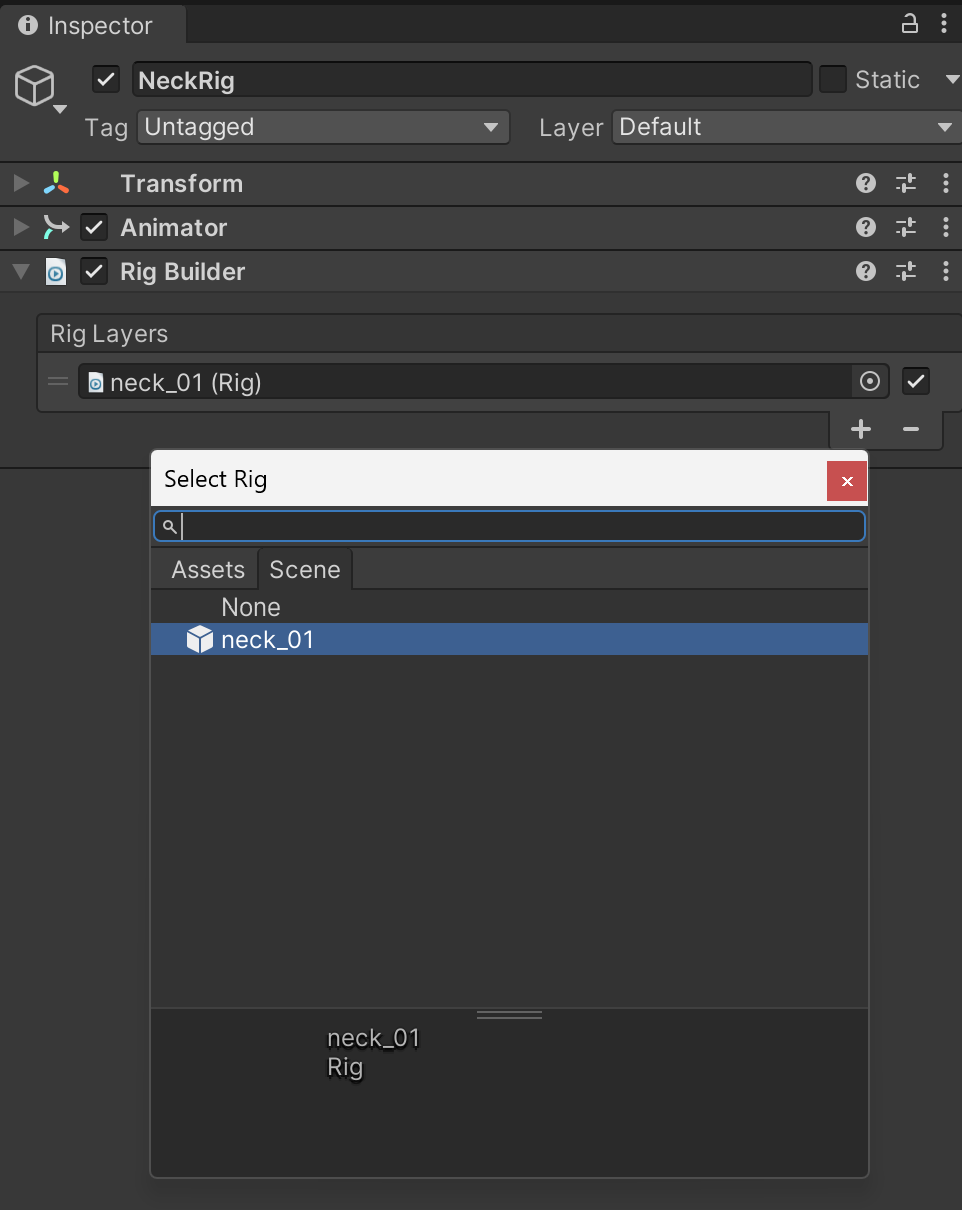 Inspector
NeckRig
Static
Tag
Untagged
Layer
Default
Transform
Animator
Rig Builder
Rig Layers
neck_01 (Rig)
Select Rig
Assets
Scene
None
neck_01
neck_01
Rig